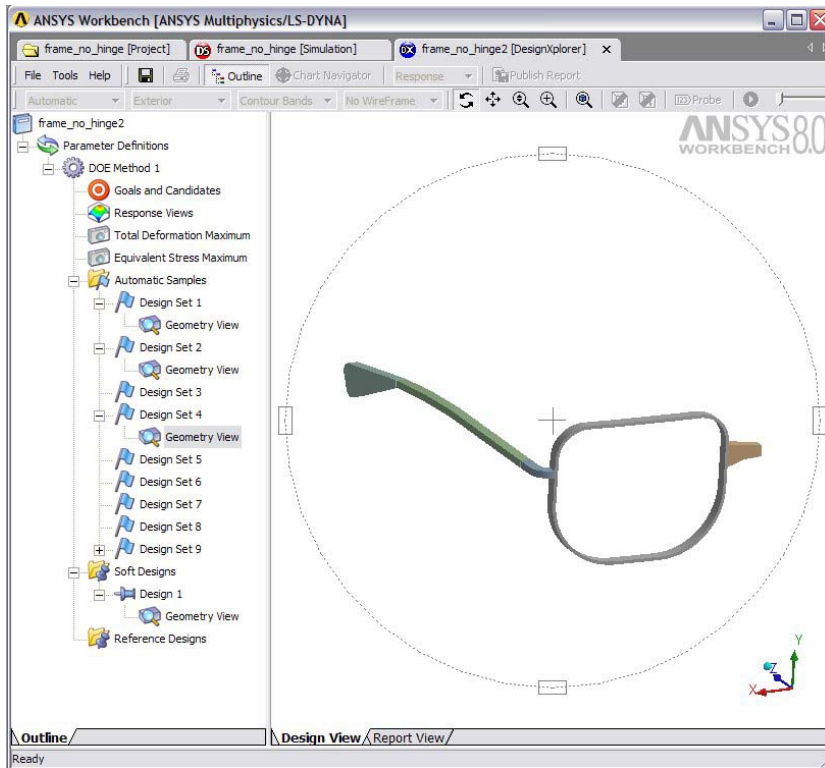 ANSYS Workbench [ANSYS Multiphysics/LS-DYNA]
frame_no_hinge [Project] DS frame_no_hinge [Simulation] DX frame_no_hinge2 [DesignXplorer]
File Tools Help Outline Chart Navigator Response Publish Report
Automatic Exterior Contour Bands No WireFrame Probe
frame_no_hinge2
Parameter Definitions
DOE Method 1
Goals and Candidates
Response Views
Total Deformation Maximum
Equivalent Stress Maximum
Automatic Samples
Design Set 1
Geometry View
Design Set 2
Geometry View
Design Set 3
Design Set 4
Geometry View
Design Set 5
Design Set 6
Design Set 7
Design Set 8
Design Set 9
Soft Designs
Design 1
Geometry View
Reference Designs
ANSYS 8.0
WORKBENCH
Y
Z
X
Outline Design View Report View
Ready